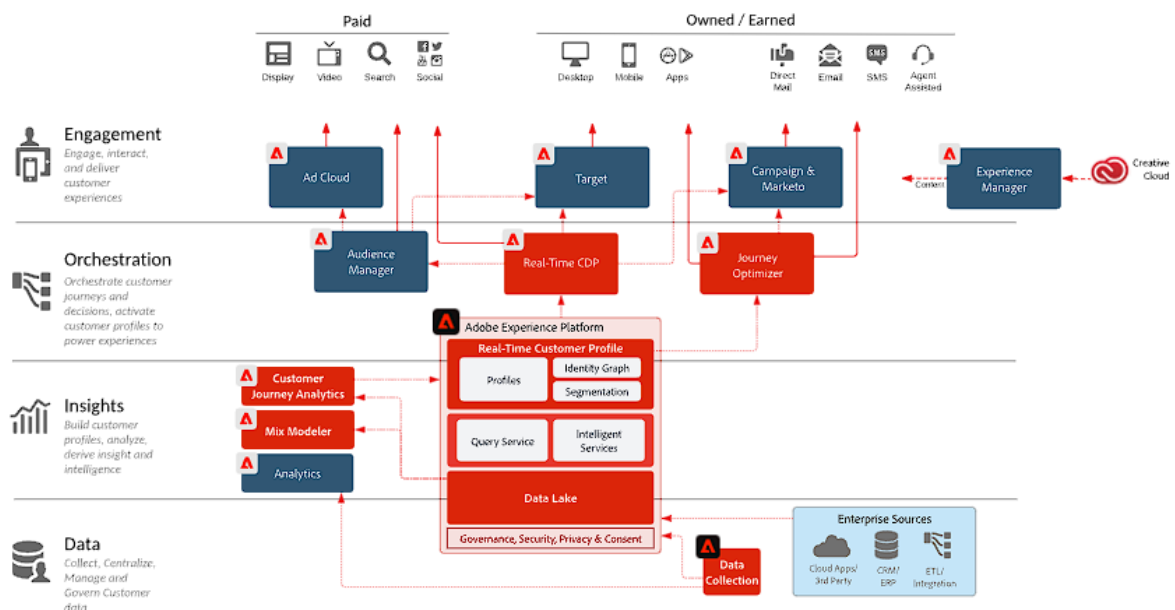 Paid
Owned / Earned
Display
Video
Search
Social
Desktop
Mobile
Apps
Direct
Mail
Email
SMS
SMS
Agent
Assisted
Engagement
Engage, interact,
and deliver
customer
experiences
Ad Cloud
Target
Campaign &
Marketo
Experience
Manager
Content
Creative
Cloud
Orchestration
Orchestrate customer
journeys and
decisions, activate
customer profiles to
power experiences
Audience
Manager
Real-Time CDP
Journey
Optimizer
Adobe Experience Platform
Real-Time Customer Profile
Profiles
Identity Graph
Segmentation
Insights
Build customer
profiles, analyze,
derive insight and
intelligence
Customer
Journey Analytics
Mix Modeler
Analytics
Query Service
Intelligent
Services
Data Lake
Governance, Security, Privacy & Consent
Data
Collect, Centralize,
Manage and
Govern Customer
data
Data
Collection
Enterprise Sources
Cloud Apps/
3rd Party
CRM/
ERP
ETL/
Integration